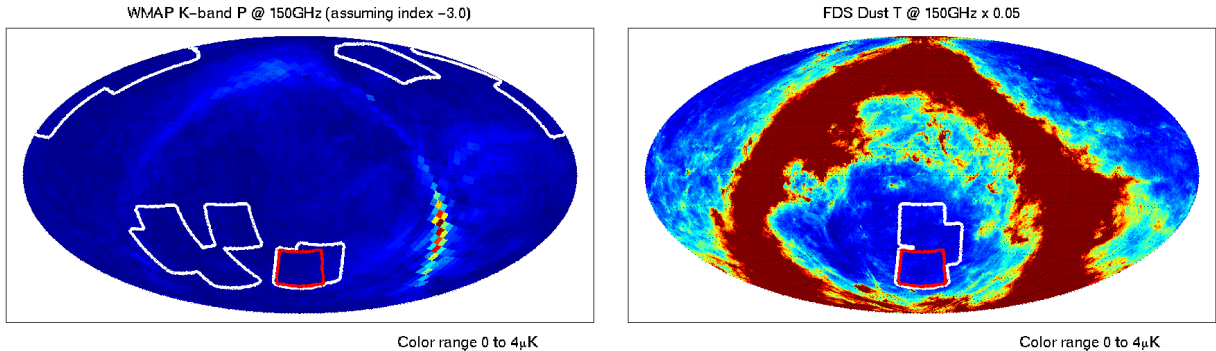 WMAP K-band P @ 150GHz (assuming index -3.0)
FDS Dust T @ 150GHz x 0.05
Color range 0 to 4μK
Color range 0 to 4μK